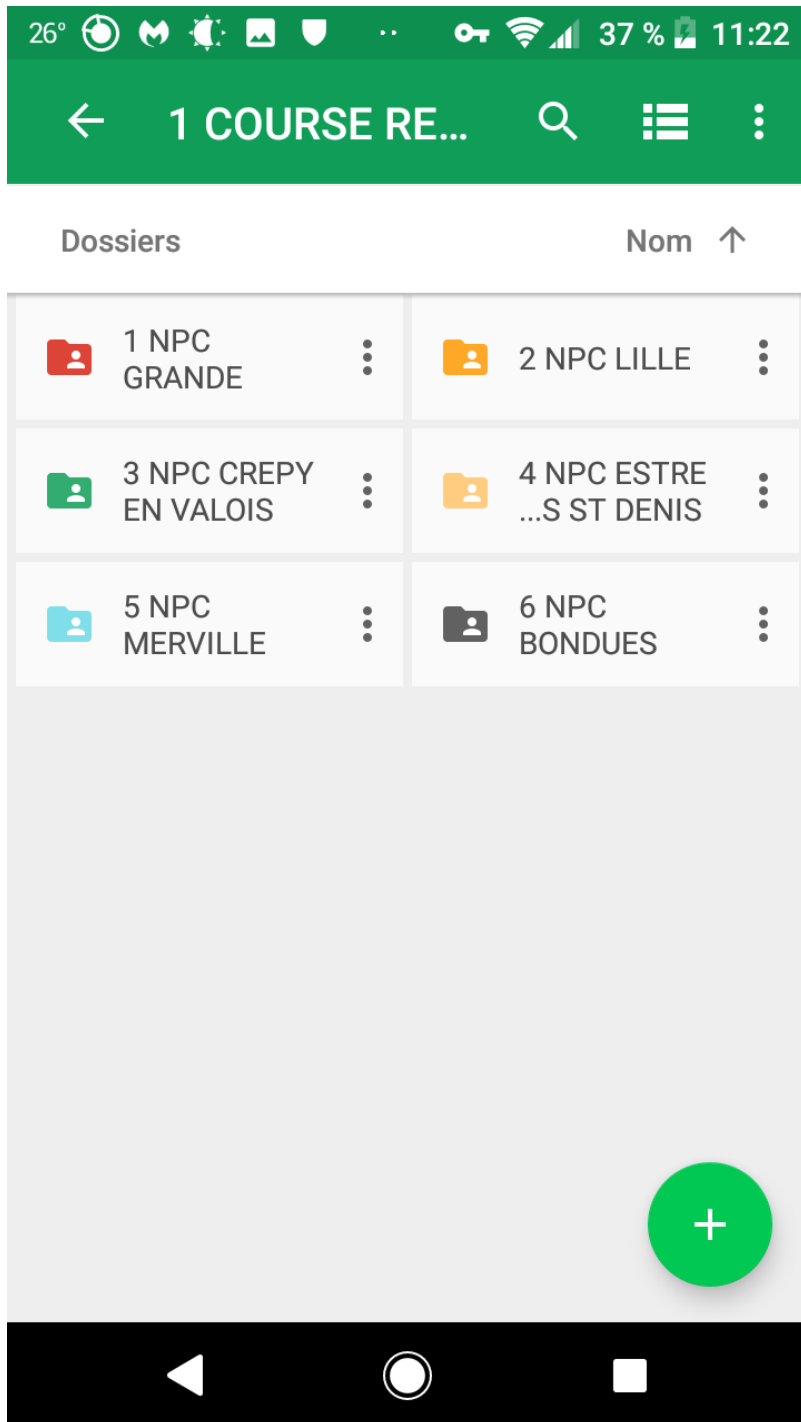 26° 37 % 11:22
1 COURSE RE...
Dossiers Nom
1 NPC
GRANDE
2 NPC LILLE
3 NPC CREPY
EN VALOIS
4 NPC ESTRE
...S ST DENIS
5 NPC
MERVILLE
6 NPC
BONDUES